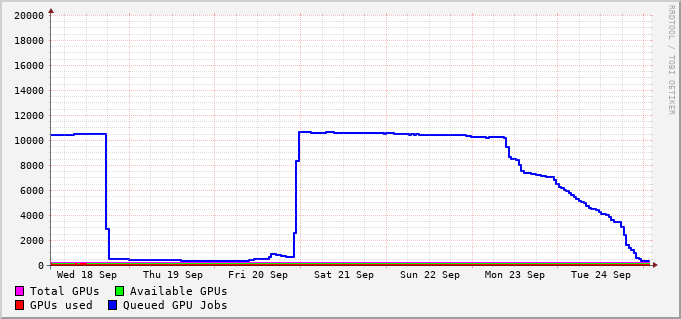 20000
18000
16000
14000
12000
10000
8000
6000
4000
2000
0
Wed 18 Sep Thu 19 Sep Fri 20 Sep Sat 21 Sep Sun 22 Sep Mon 23 Sep Tue 24 Sep
Total GPUs Available GPUs
GPUs used Queued GPU Jobs
RRDTOOL / TOBI OETIKER